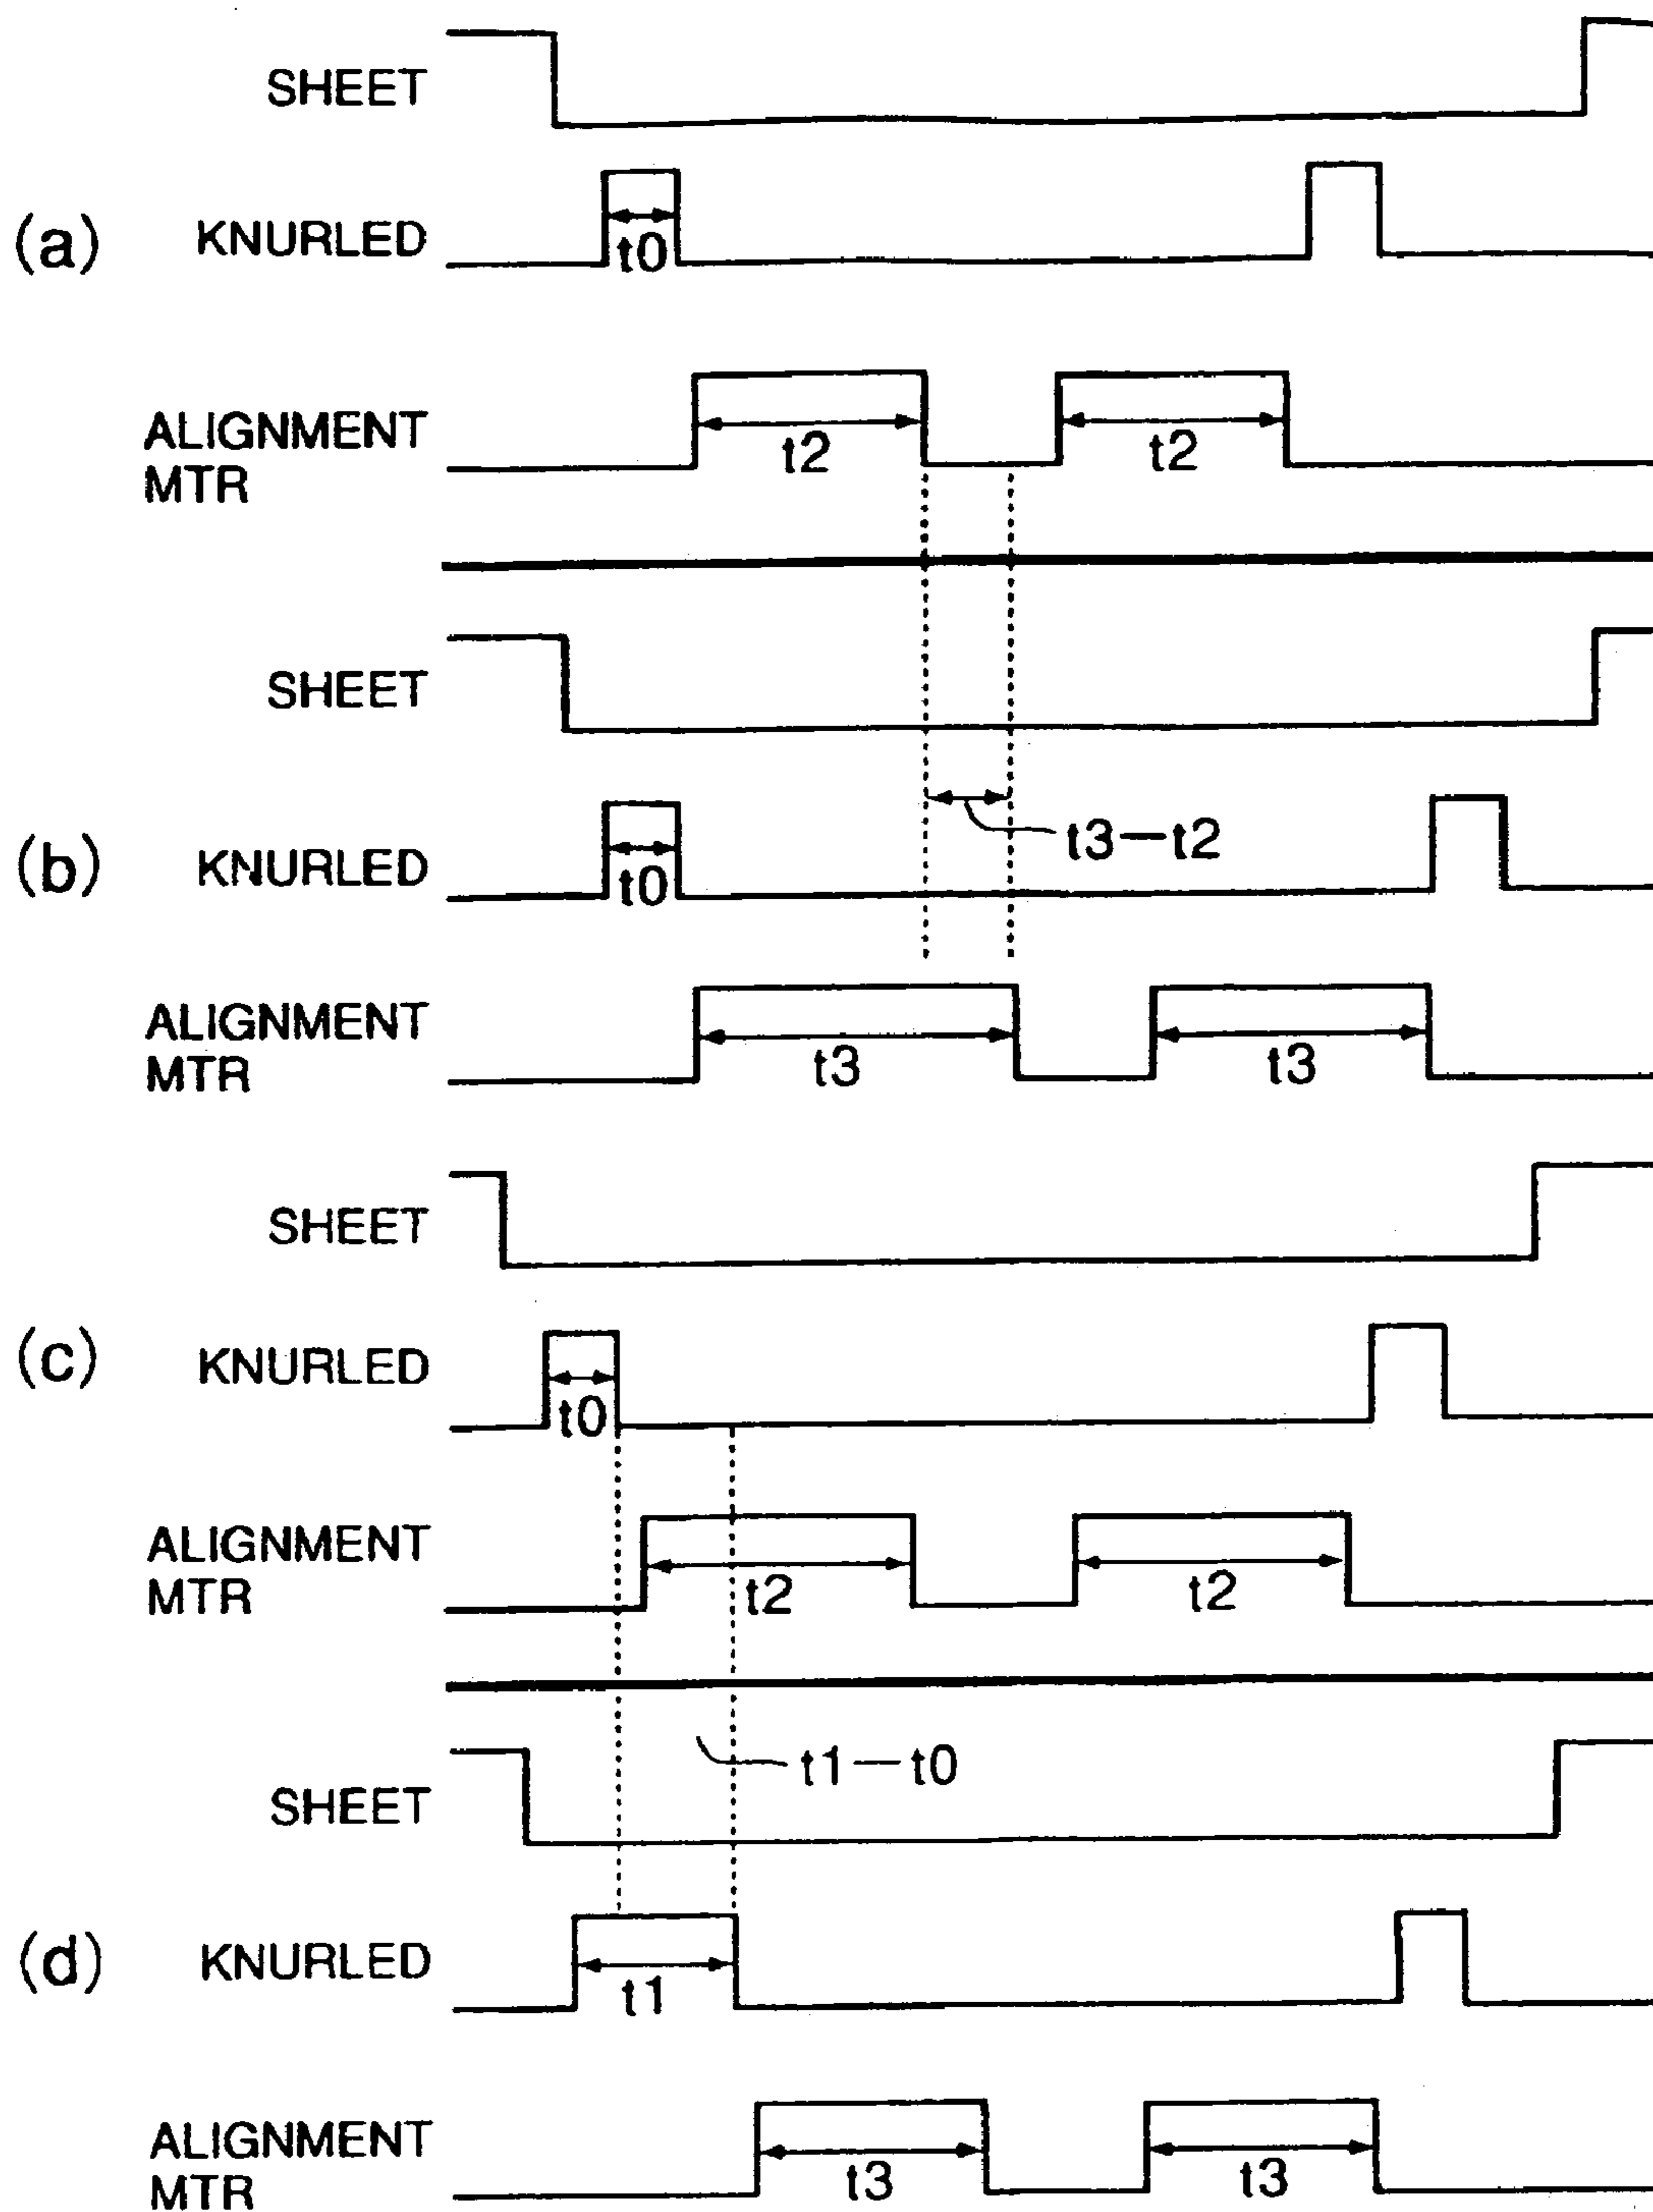 SHEET
(a) KNURLED
t0
ALIGNMENT
MTR
t2 t2
SHEET
t3-t2
(b) KNURLED
t0
ALIGNMENT
MTR
t3 t3
SHEET
(c) KNURLED
t0
ALIGNMENT
MTR
t2 t2
t1-t0
SHEET
(d) KNURLED
t1
ALIGNMENT
MTR
t3 t3